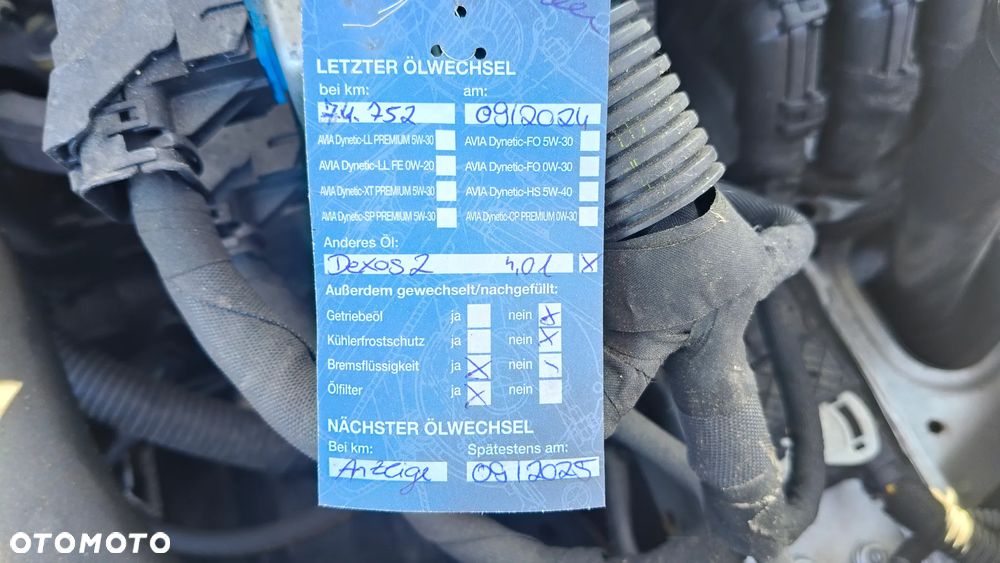 LETZTER ÖLWECHSEL
bei km: am:
74.752 09/2024
AVIA Dynetic-LL PREMIUM 5W-30 AVIA Dynetic-FO 5W-30
AVIA Dynetic-LL FE 0W-20 AVIA Dynetic-FO 0W-30
AVIA Dynetic-XT PREMIUM 5W-30 AVIA Dynetic-HS 5W-40
AVIA Dynetic-SP PREMIUM 5W-30 AVIA Dynetic-CP PREMIUM 0W-30
Anderes Öl:
Dexos 2 4,0l X
Außerdem gewechselt/nachgefüllt:
Getriebeöl ja nein X
Kühlerfrostschutz ja nein X
Bremsflüssigkeit ja X nein
Ölfilter ja X nein
NÄCHSTER ÖLWECHSEL
Bei km: Spätestens am:
Anzeige 09/2025
OTOMOTO